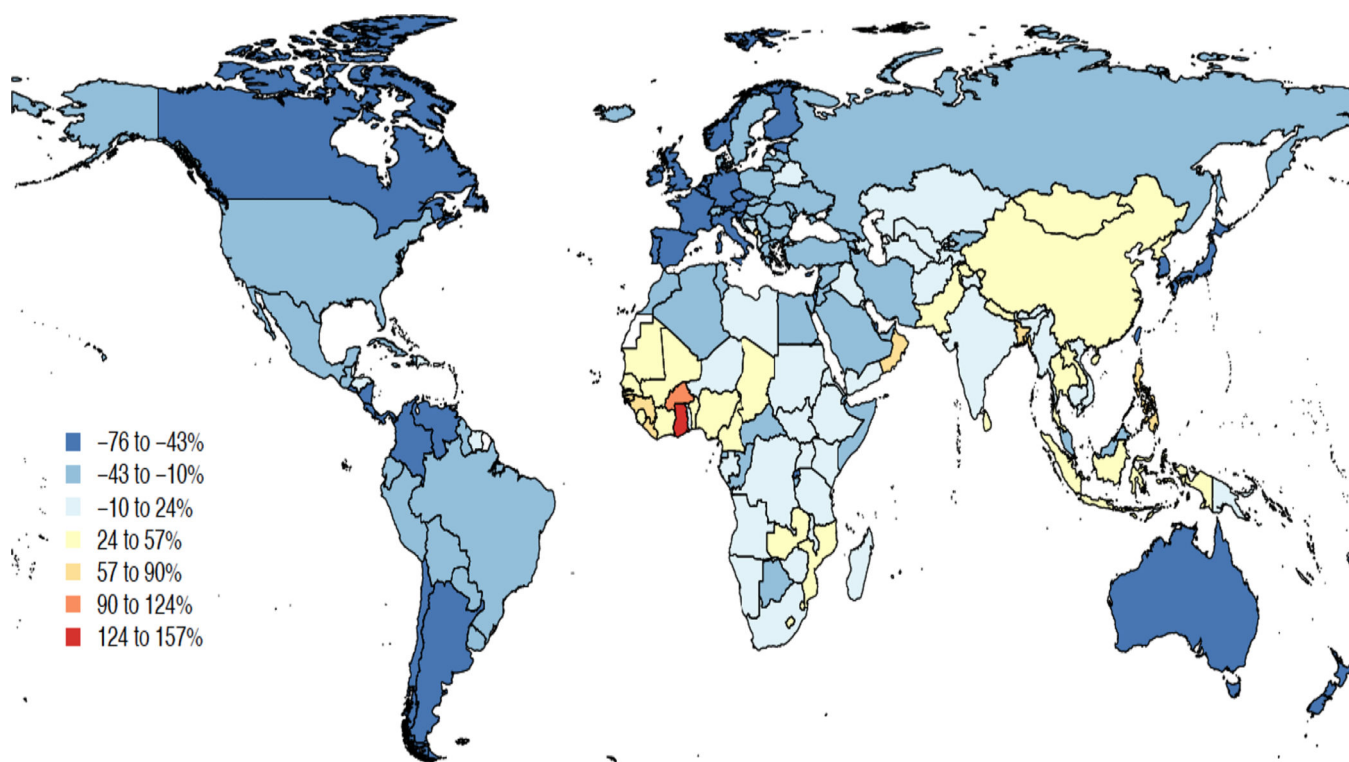 −76 to −43%
−43 to −10%
−10 to 24%
24 to 57%
57 to 90%
90 to 124%
124 to 157%